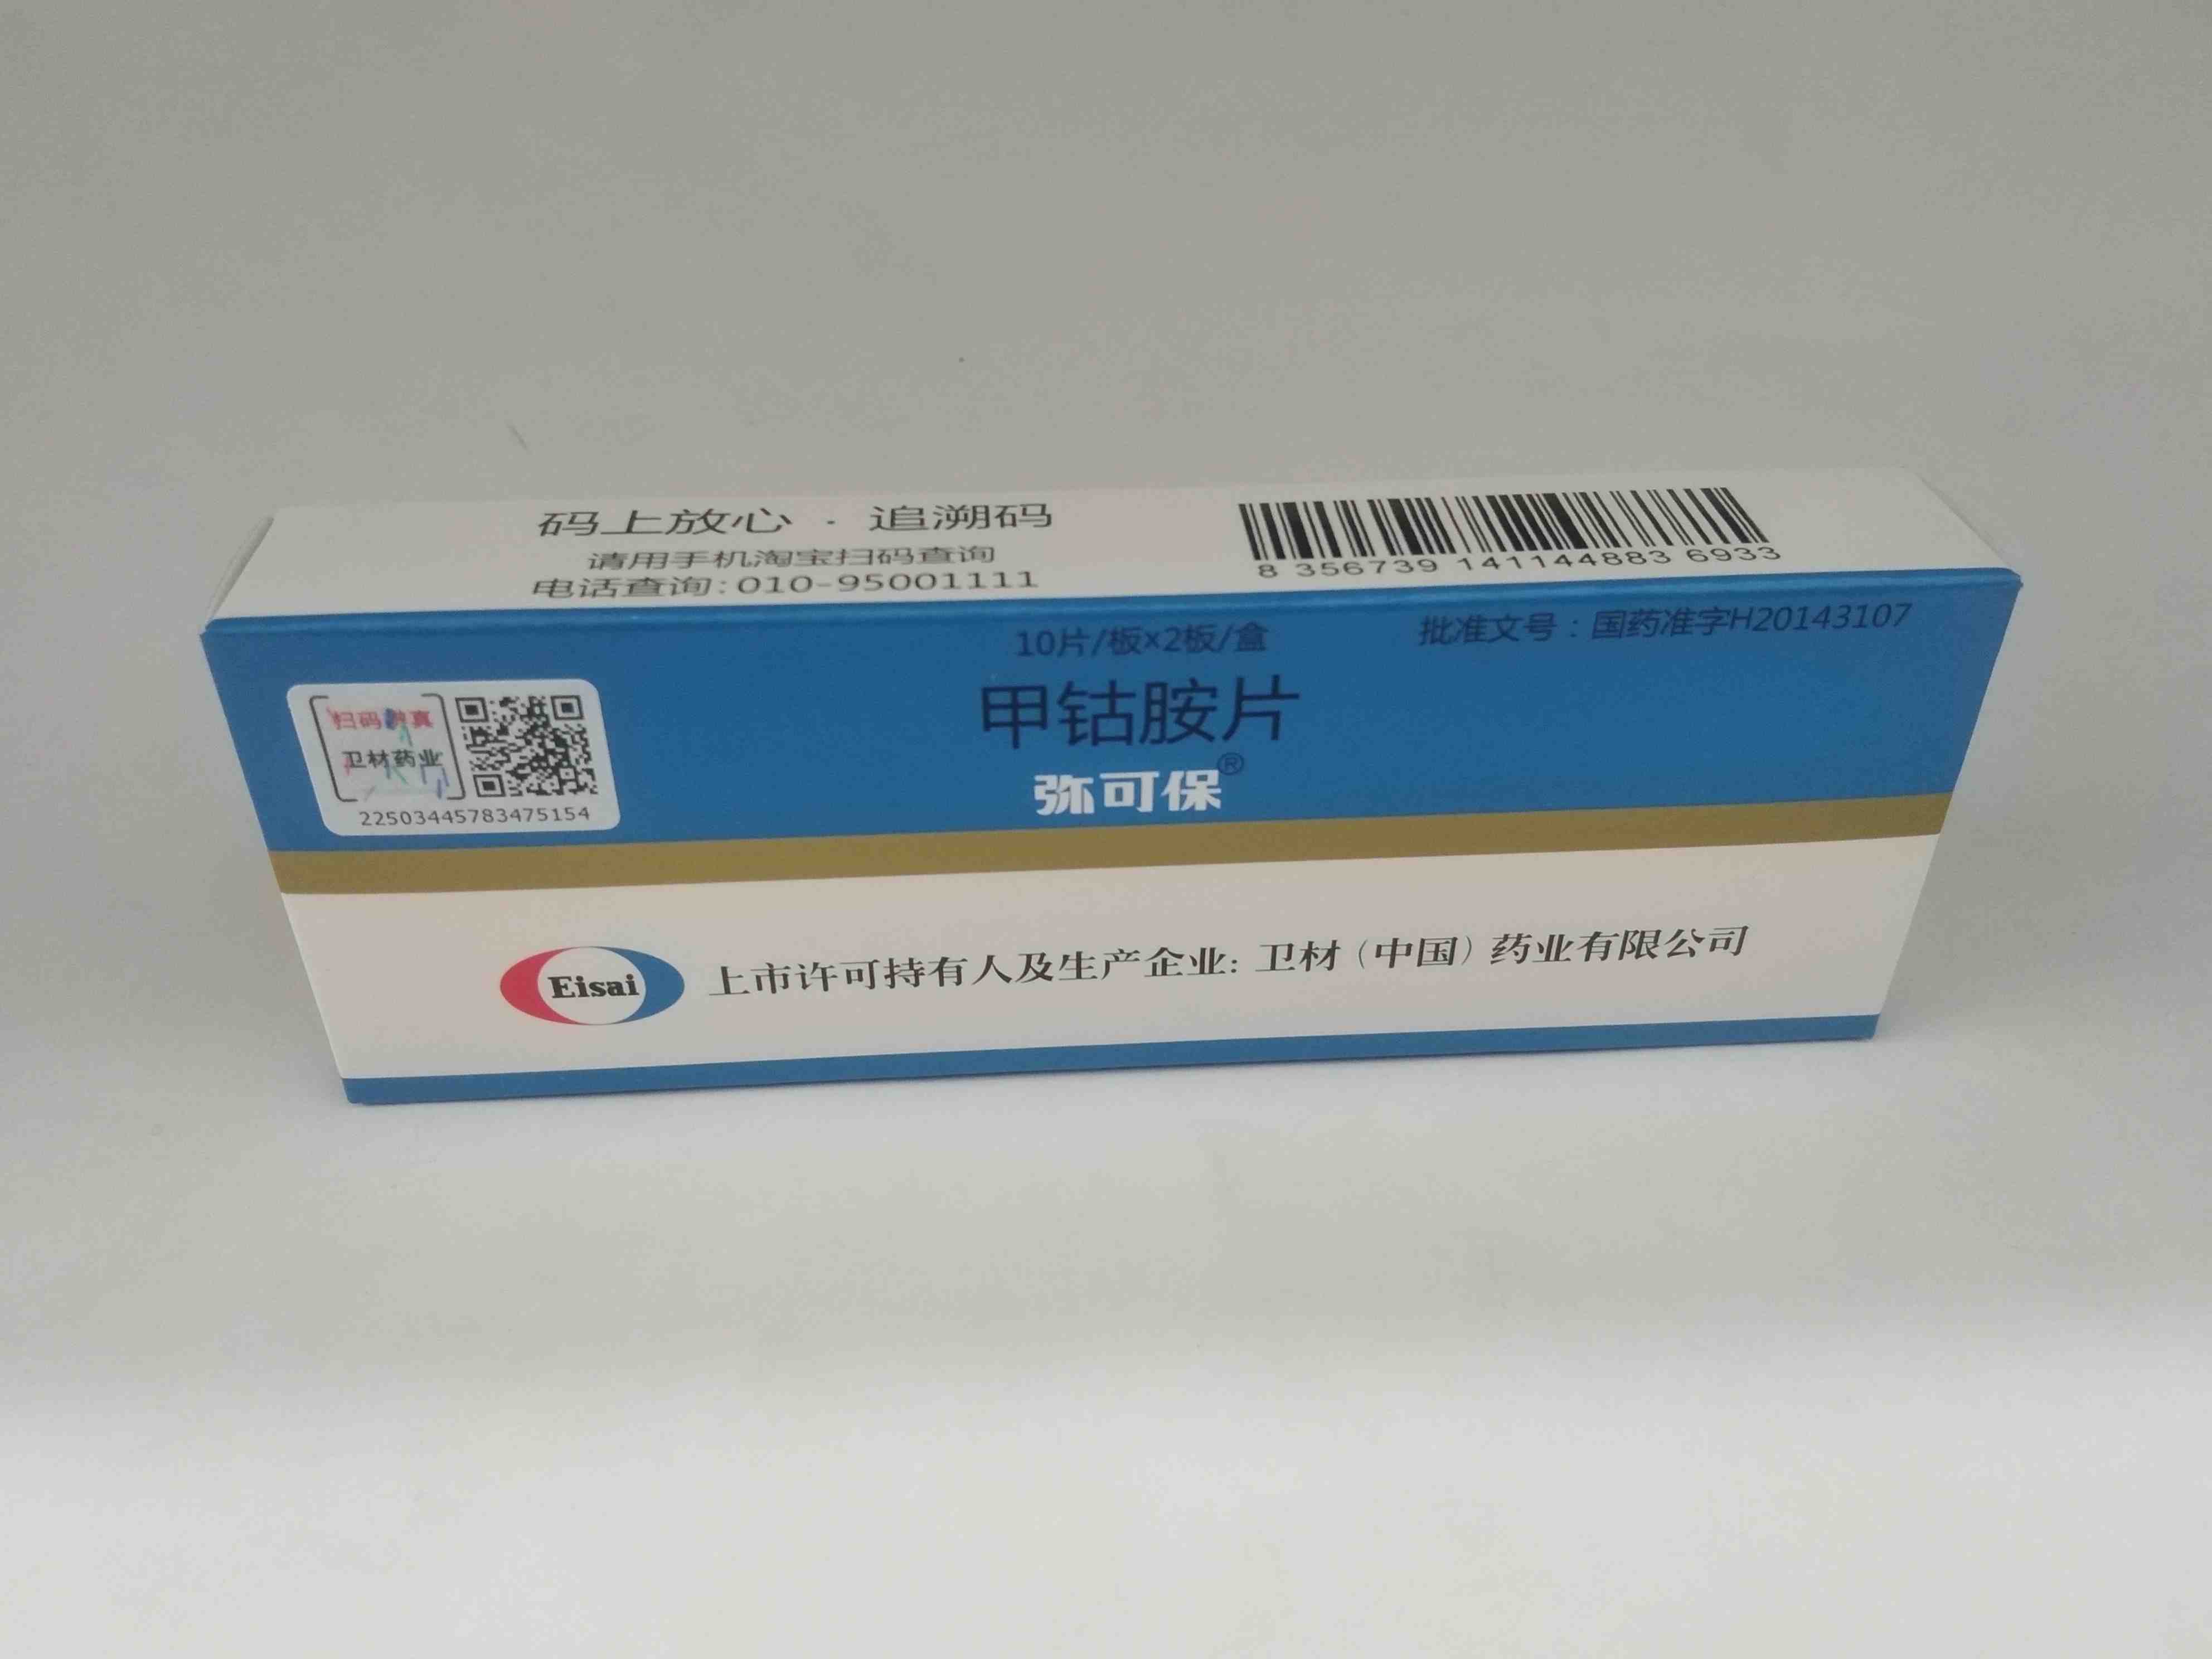 码上放心 · 追溯码
请用手机淘宝扫码查询
电话查询:010-95001111
8 356739 141144883 6933
10片/板x2板/盒
批准文号：国药准字H20143107
甲钴胺片
弥可保®
扫码辨真
卫材药业
22503445783475154
Eisai
上市许可持有人及生产企业: 卫材（中国）药业有限公司